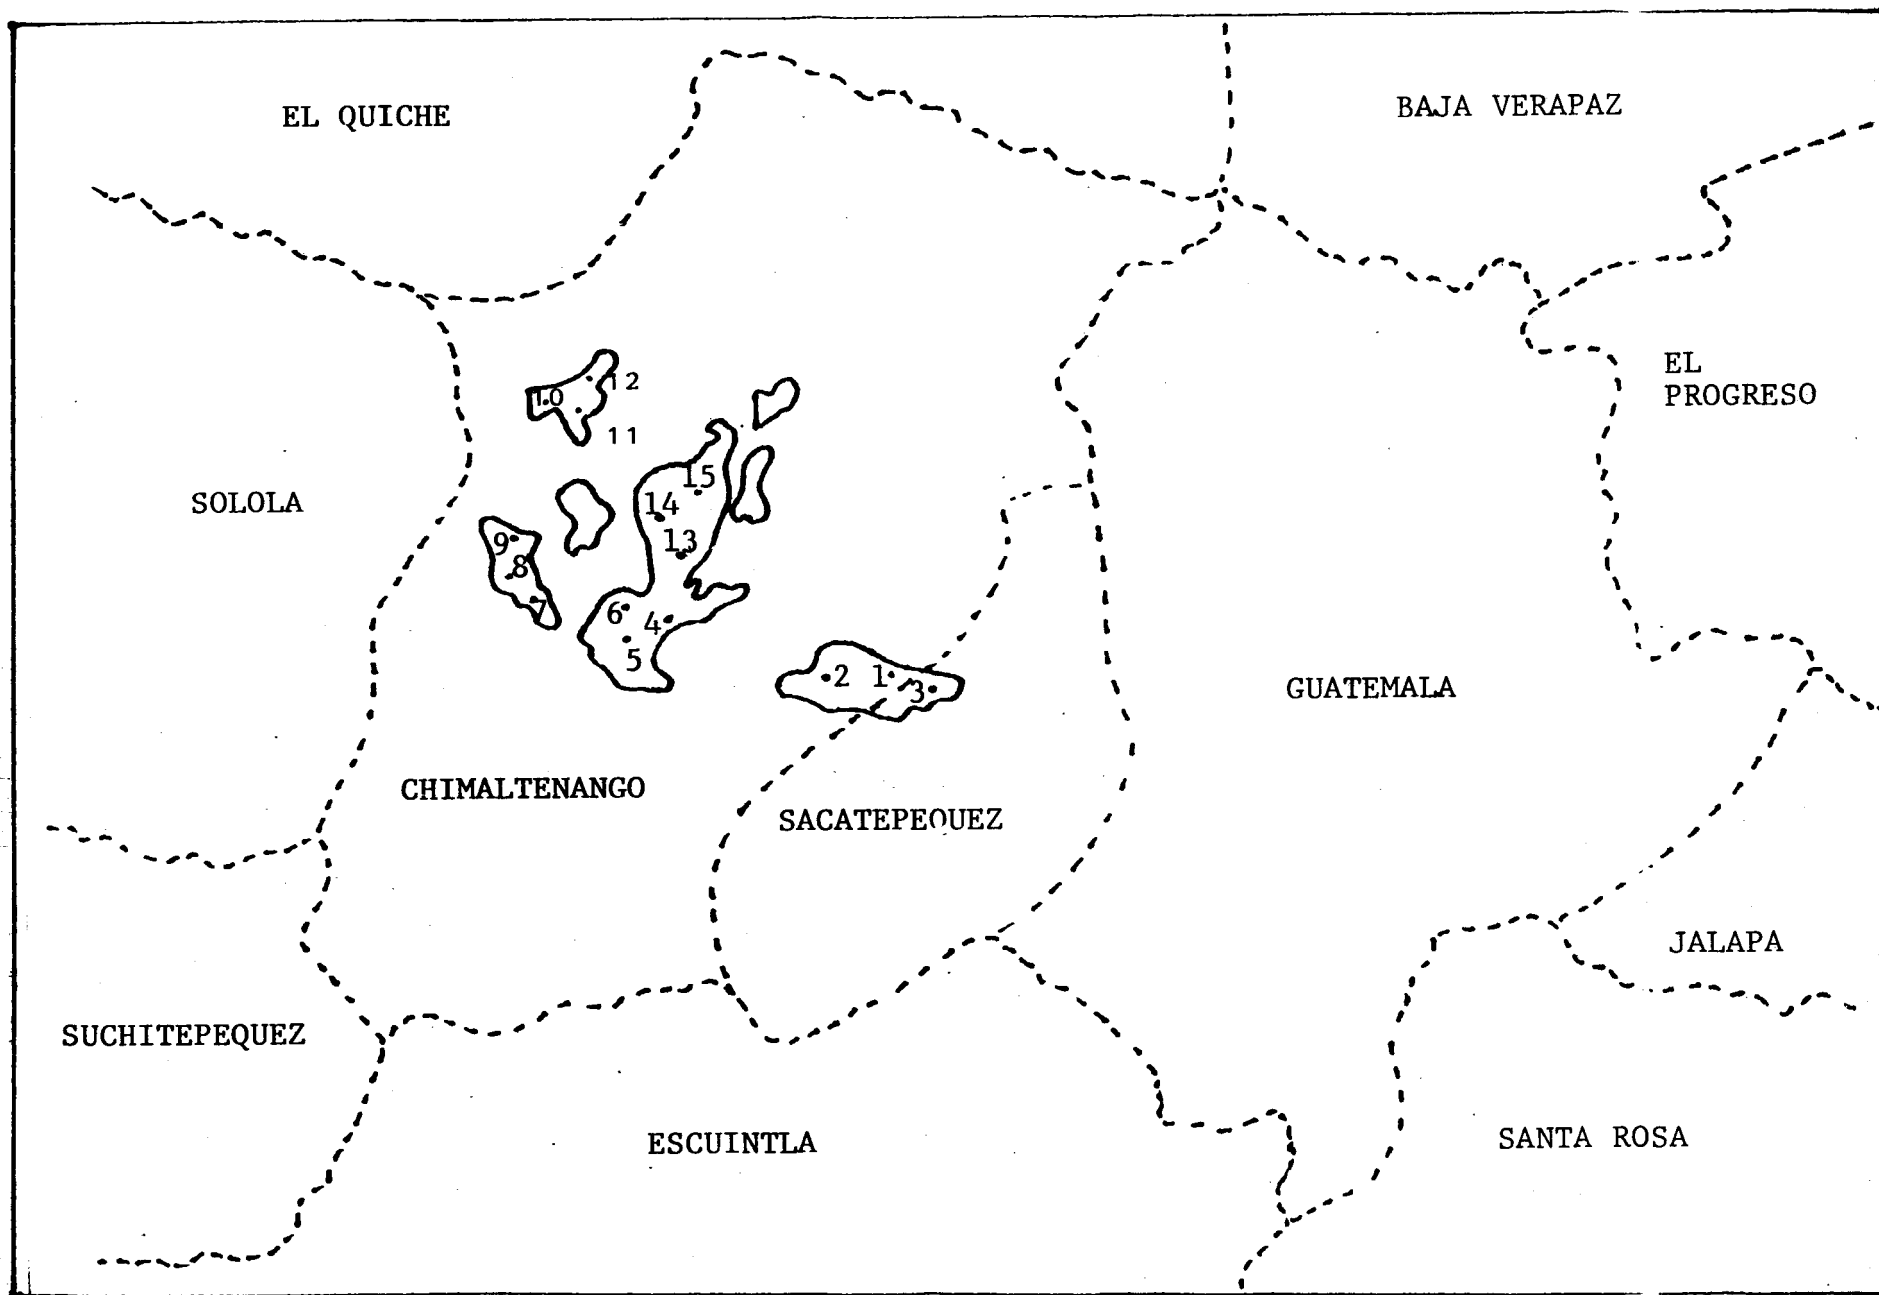 EL QUICHE
BAJA VERAPAZ
EL
PROGRESO
12
10
11
15
14
13
SOLOLA
9
8
7
6
4
5
2
1
3
GUATEMALA
CHIMALTENANGO
SACATEPEQUEZ
JALAPA
SUCHITEPEQUEZ
ESCUINTLA
SANTA ROSA